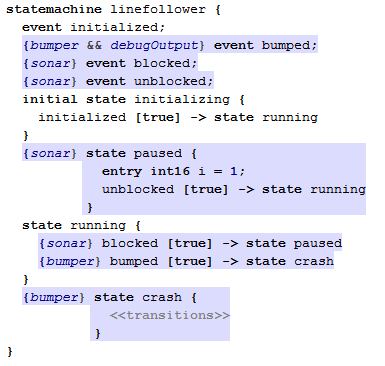 statemachine linefollower {
event initialized;
{bumper && debugOutput} event bumped;
{sonar} event blocked;
{sonar} event unblocked;
initial state initializing {
initialized [true] -> state running
}
{sonar} state paused {
entry int16 i = 1;
unblocked [true] -> state running
}
state running {
{sonar} blocked [true] -> state paused
{bumper} bumped [true] -> state crash
}
{bumper} state crash {
<<transitions>>
}
}